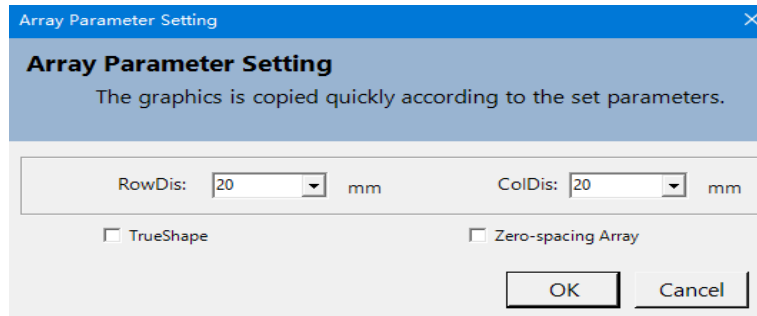 Array Parameter Setting
Array Parameter Setting
The graphics is copied quickly according to the set parameters.
RowDis: 20 mm ColDis: 20 mm
TrueShape Zero-spacing Array
OK Cancel